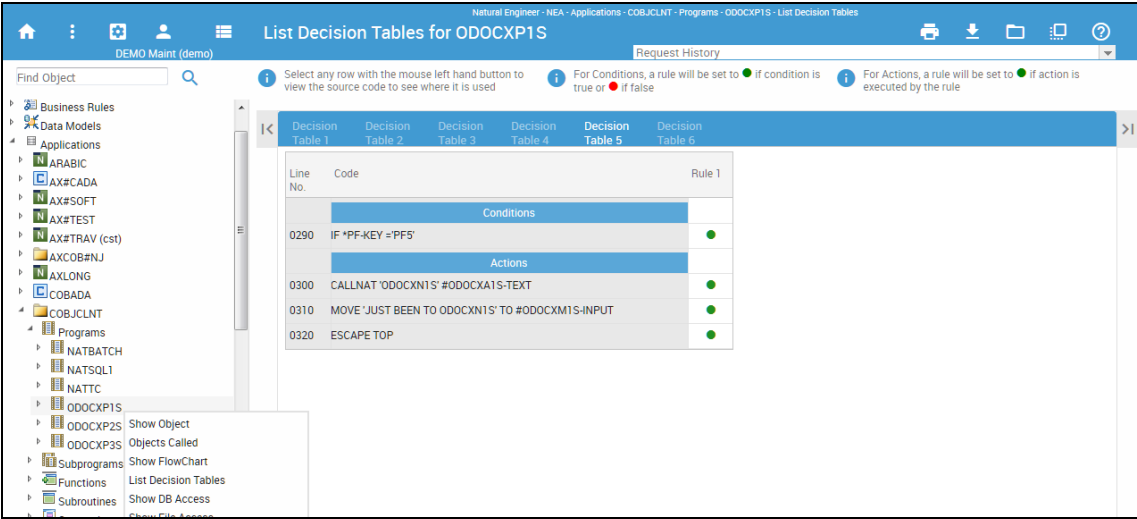 Natural Engineer - NEA - Applications - COBJCLNT - Programs - ODOCXP1S - List Decision Tables
List Decision Tables for ODOCXP1S
DEMO Maint (demo)
Request History
Find Object
Select any row with the mouse left hand button to
view the source code to see where it is used
For Conditions, a rule will be set to if condition is
true or if false
For Actions, a rule will be set to if action is
executed by the rule
Business Rules
Data Models
Applications
ARABIC
AX#CADA
AX#SOFT
AX#TEST
AX#TRAV (cst)
AXCOB#NJ
AXLONG
COBADA
COBJCLNT
Programs
NATBATCH
NATSQL1
NATTC
ODOCXP1S
ODOCXP2S
ODOCXP3S
Subprograms
Functions
Subroutines
Show Object
Objects Called
Show FlowChart
List Decision Tables
Show DB Access
Show File Access
Decision Table 1
Decision Table 2
Decision Table 3
Decision Table 4
Decision Table 5
Decision Table 6
Line No. Code Rule 1
Conditions
0290 IF *PF-KEY ='PF5'
Actions
0300 CALLNAT 'ODOCXN1S' #ODOCXA1S-TEXT
0310 MOVE 'JUST BEEN TO ODOCXN1S' TO #ODOCXM1S-INPUT
0320 ESCAPE TOP